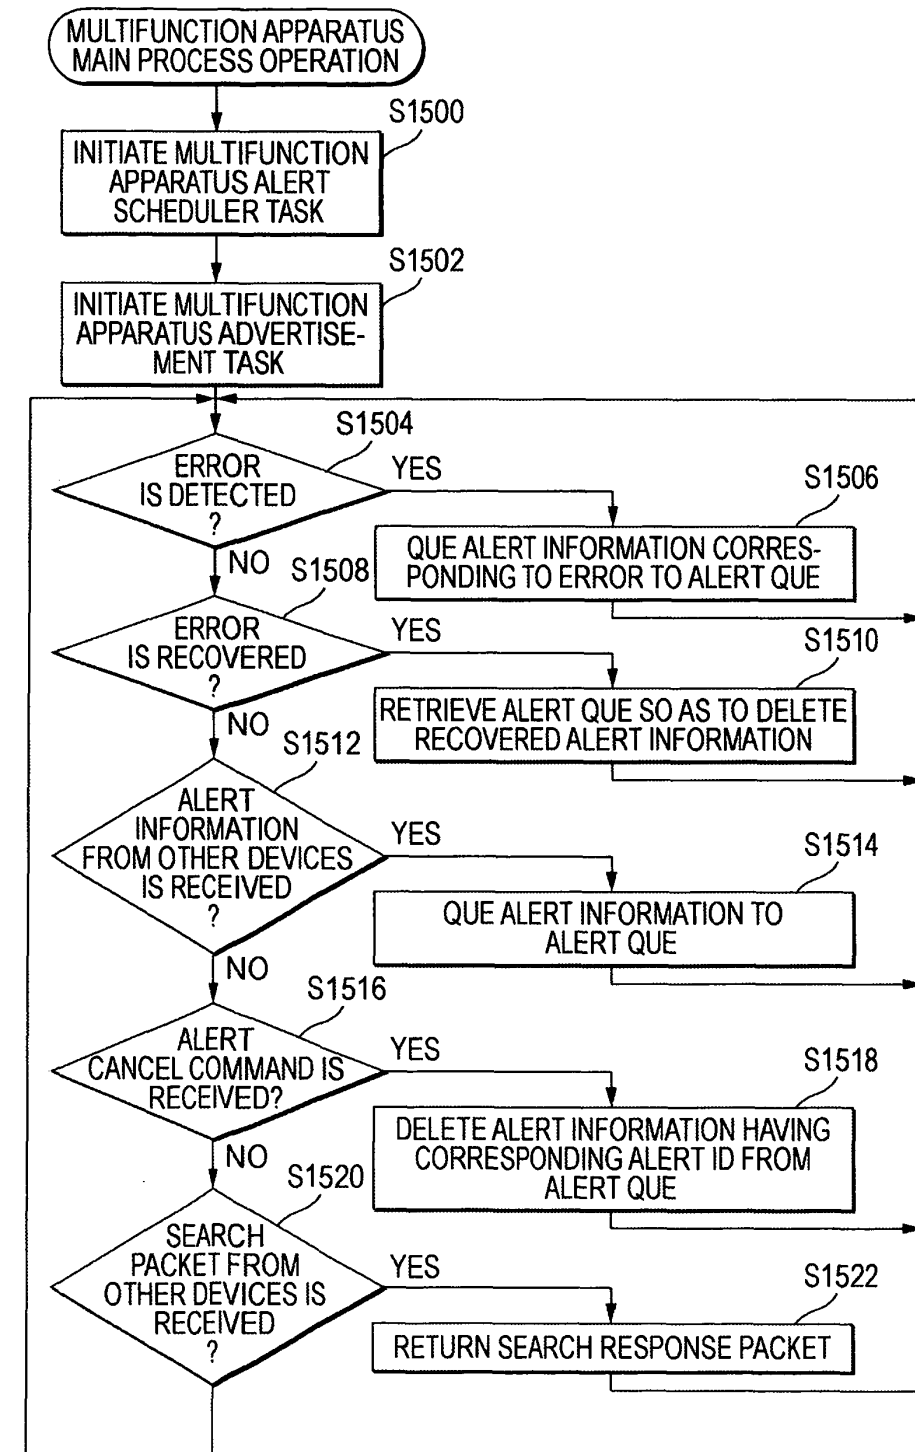 MULTIFUNCTION APPARATUS
MAIN PROCESS OPERATION
S1500
INITIATE MULTIFUNCTION
APPARATUS ALERT
SCHEDULER TASK
S1502
INITIATE MULTIFUNCTION
APPARATUS ADVERTISE-
MENT TASK
S1504
ERROR
IS DETECTED
?
YES
NO
S1506
QUE ALERT INFORMATION CORRES-
PONDING TO ERROR TO ALERT QUE
S1508
ERROR
IS RECOVERED
?
YES
NO
S1510
RETRIEVE ALERT QUE SO AS TO DELETE
RECOVERED ALERT INFORMATION
S1512
ALERT
INFORMATION
FROM OTHER DEVICES
IS RECEIVED
?
YES
NO
S1514
QUE ALERT INFORMATION TO
ALERT QUE
S1516
ALERT
CANCEL COMMAND IS
RECEIVED?
YES
NO
S1518
DELETE ALERT INFORMATION HAVING
CORRESPONDING ALERT ID FROM
ALERT QUE
S1520
SEARCH
PACKET FROM
OTHER DEVICES IS
RECEIVED
?
YES
S1522
RETURN SEARCH RESPONSE PACKET